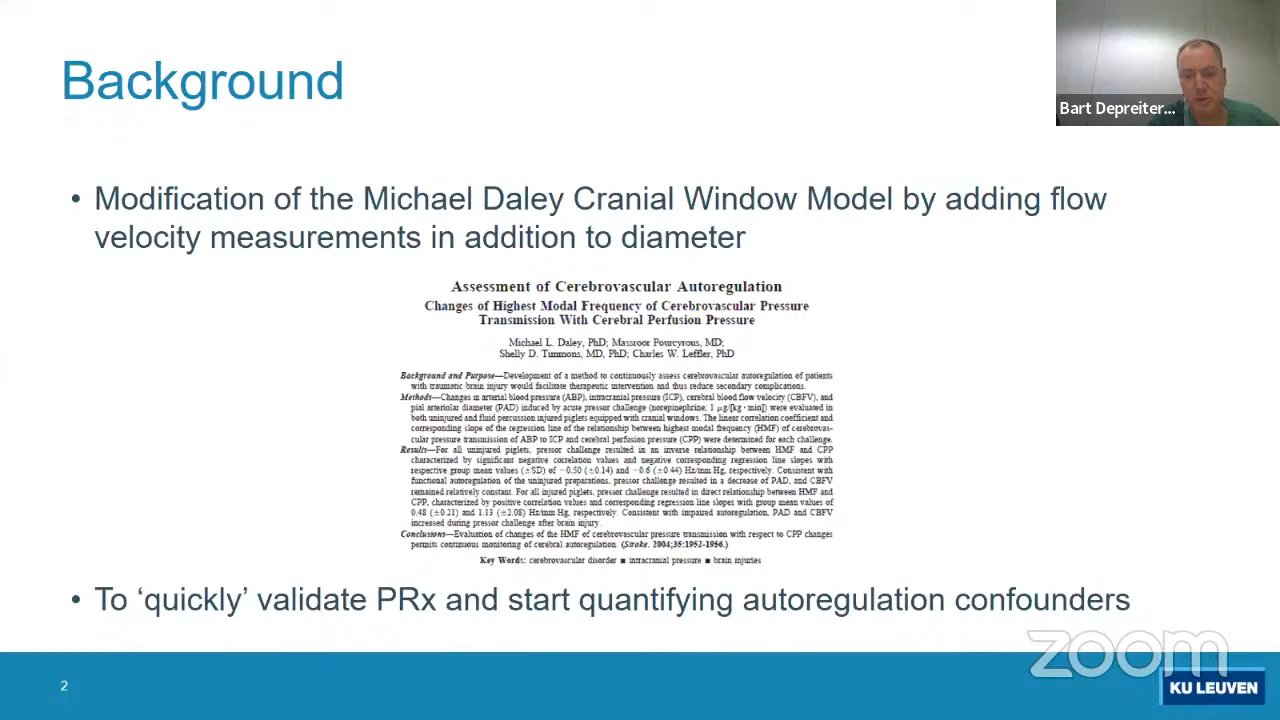 Background
Bart Depreiter...
• Modification of the Michael Daley Cranial Window Model by adding flow
velocity measurements in addition to diameter
Assessment of Cerebrovascular Autoregulation
Changes of Highest Modal Frequency of Cerebrovascular Pressure
Transmission With Cerebral Perfusion Pressure
Michael L. Daley, PhD; Massroor Pourcyrous, MD;
Shelly D. Timmons, MD, PhD; Charles W. Leffler, PhD
Background and Purpose—Development of a method to continuously assess cerebrovascular autoregulation of patients
with traumatic brain injury would facilitate therapeutic intervention and thus reduce secondary complications.
Methods—Changes in arterial blood pressure (ABP), intracranial pressure (ICP), cerebral blood flow velocity (CBFV), and
pial arteriolar diameter (PAD) induced by acute pressor challenge (norepinephrine; 1 μg/[kg · min]) were evaluated in
both uninjured and fluid percussion injured piglets equipped with cranial windows. The linear correlation coefficient and
corresponding slope of the regression line of the relationship between highest modal frequency (HMF) of cerebrovas-
cular pressure transmission of ABP to ICP and cerebral perfusion pressure (CPP) were determined for each challenge.
Results—For all uninjured piglets, pressor challenge resulted in an inverse relationship between HMF and CPP
characterized by significant negative correlation values and negative corresponding regression line slopes with
respective group mean values (±SD) of −0.50 (±0.14) and −0.6 (±0.44) Hz/mm Hg, respectively. Consistent with
functional autoregulation of the uninjured preparations, pressor challenge resulted in a decrease of PAD, and CBFV
remained relatively constant. For all injured piglets, pressor challenge resulted in direct relationship between HMF and
CPP, characterized by positive correlation values and corresponding regression line slopes with group mean values of
0.48 (±0.21) and 1.13 (±2.08) Hz/mm Hg, respectively. Consistent with impaired autoregulation, PAD and CBFV
increased during pressor challenge after brain injury.
Conclusions—Evaluation of changes of the HMF of cerebrovascular pressure transmission with respect to CPP changes
permits continuous monitoring of cerebral autoregulation. (Stroke. 2004;35:1952-1956.)
Key Words: cerebrovascular disorder ■ intracranial pressure ■ brain injuries
• To ‘quickly’ validate PRx and start quantifying autoregulation confounders
zoom
2
KU LEUVEN